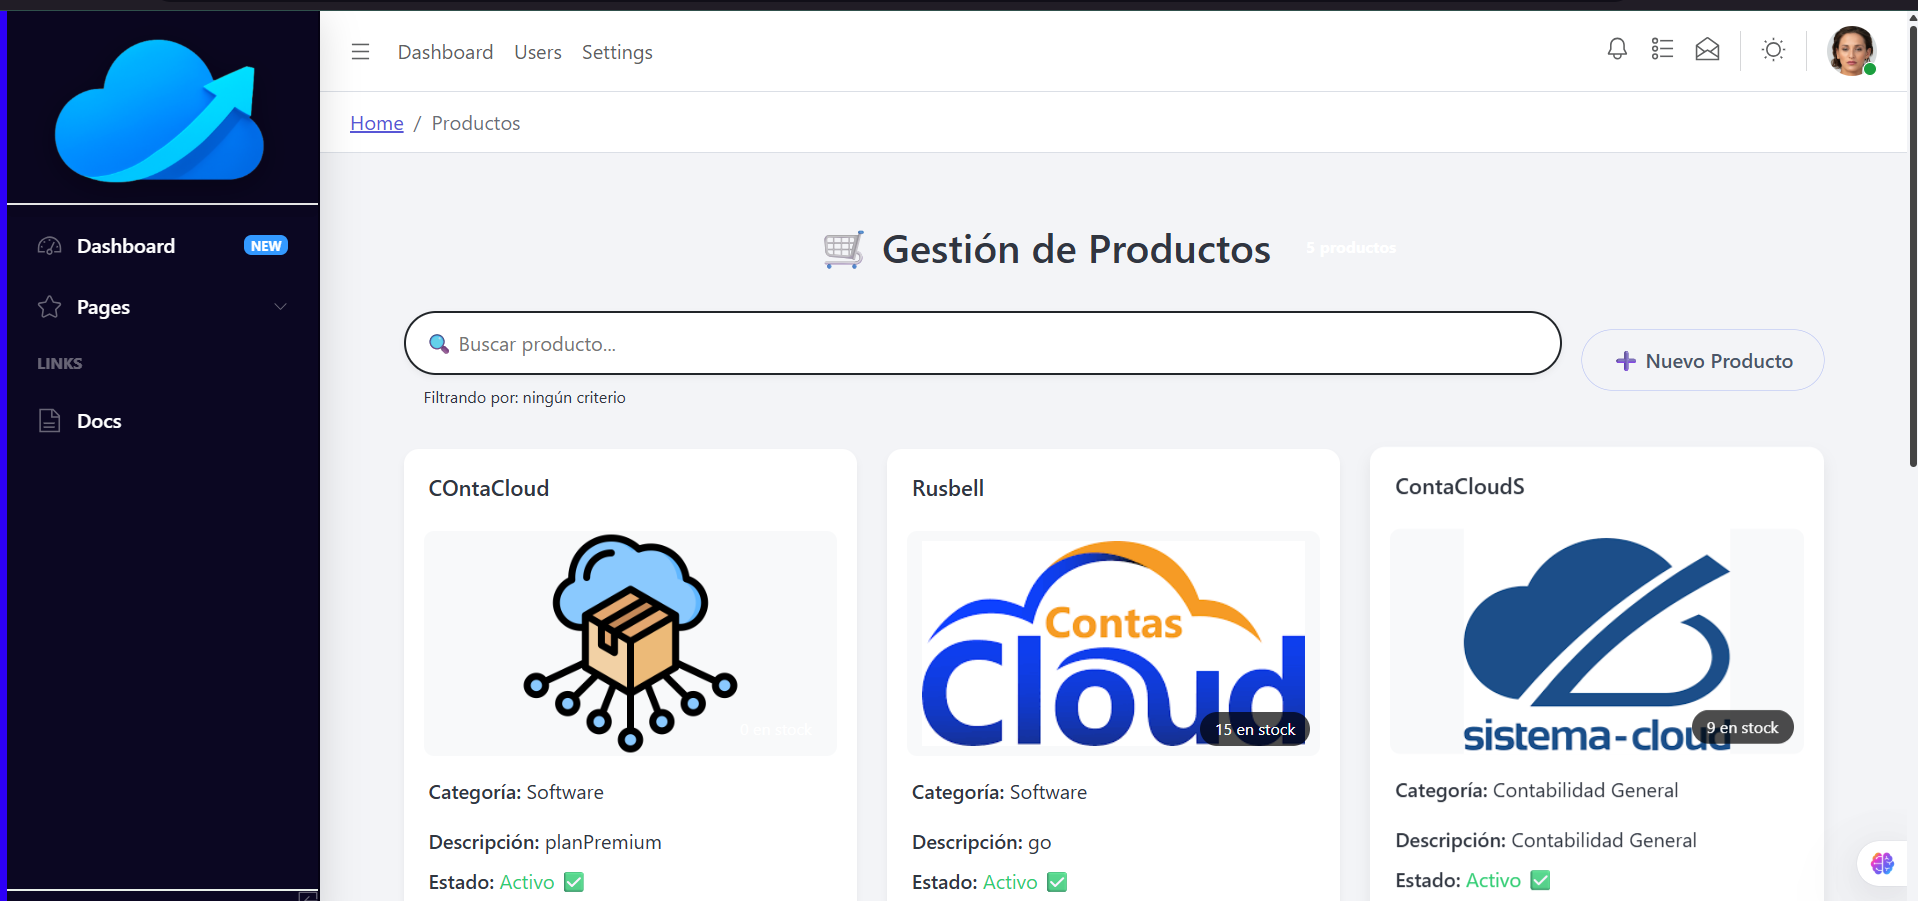 Dashboard Users Settings
Home / Productos
Dashboard NEW
Pages
LINKS
Docs
Gestión de Productos 5 productos
Buscar producto...
Nuevo Producto
Filtrando por: ningún criterio
COntaCloud
0 en stock
Categoría: Software
Descripción: planPremium
Estado: Activo
Rusbell
Contas
Cloud
15 en stock
Categoría: Software
Descripción: go
Estado: Activo
ContaCloudS
sistema-cloud
9 en stock
Categoría: Contabilidad General
Descripción: Contabilidad General
Estado: Activo